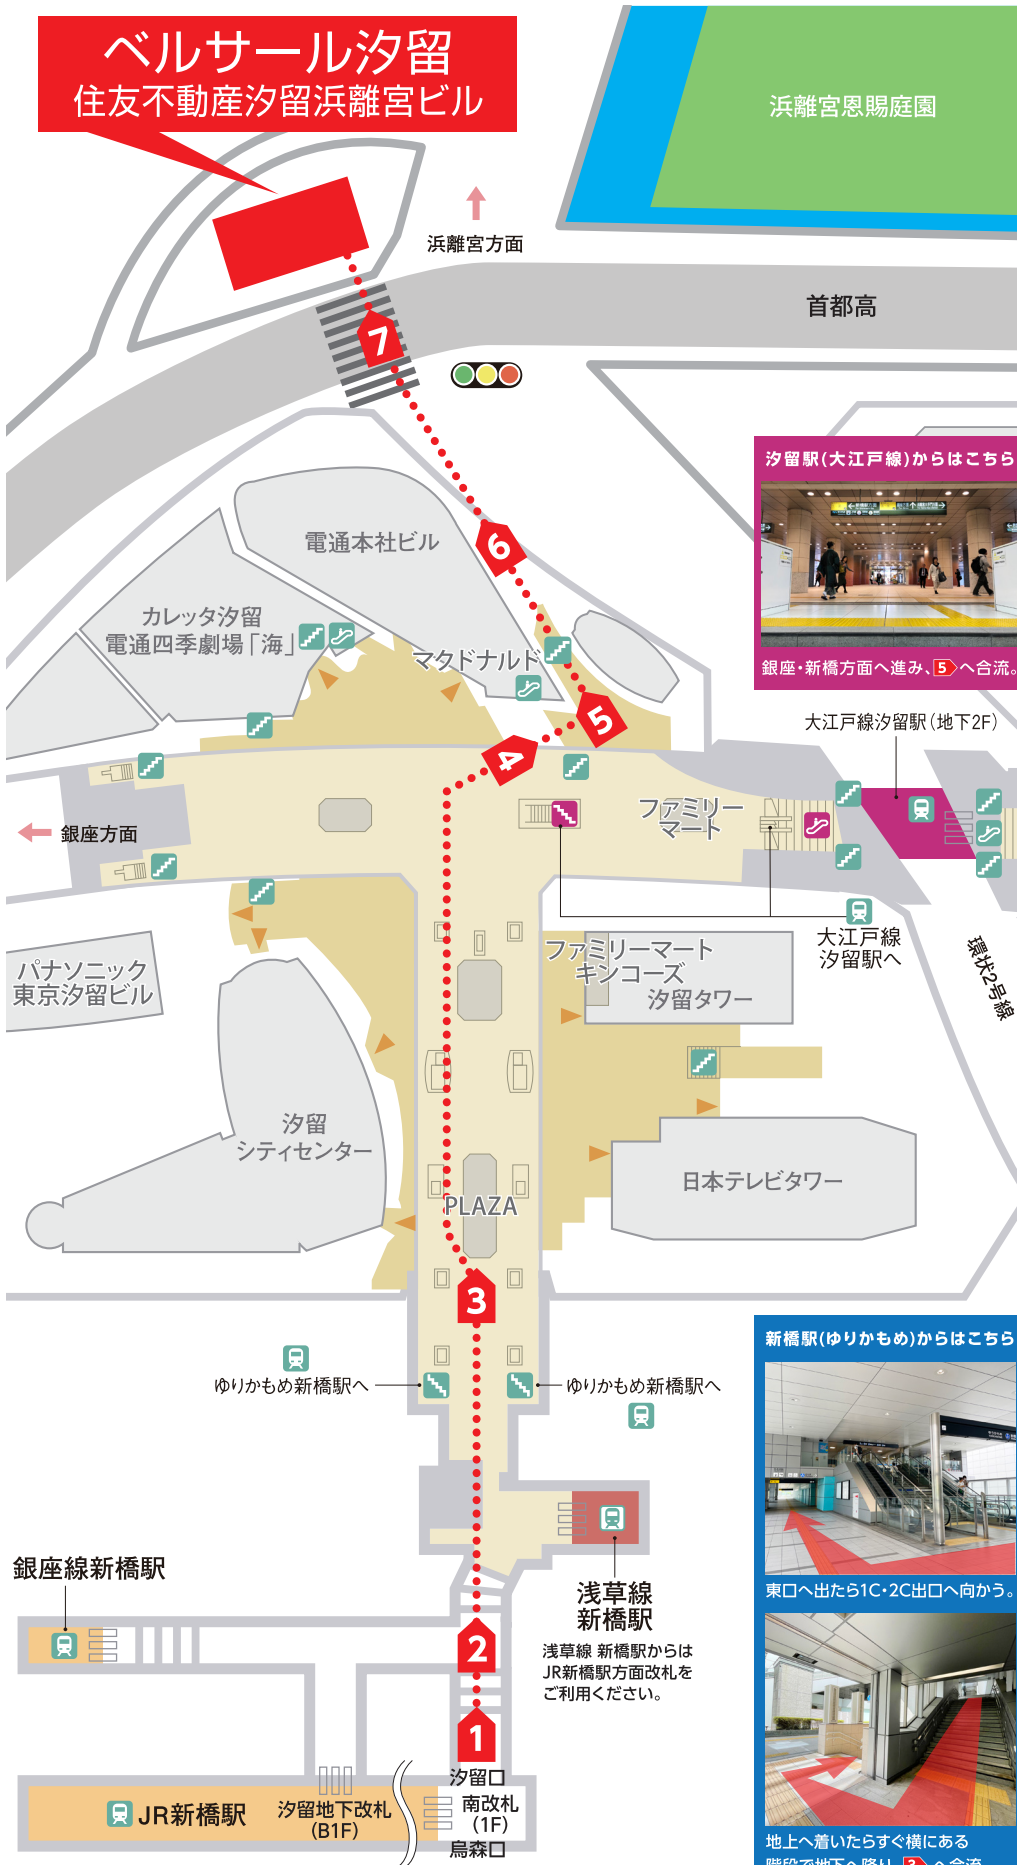 ベルサール汐留
住友不動産汐留浜離宮ビル
浜離宮恩賜庭園
浜離宮方面
首都高
7
汐留駅(大江戸線)からはこちら
銀座・新橋方面へ進み、5へ合流。
6
電通本社ビル
カレッタ汐留
電通四季劇場「海」
マクドナルド
5
4
大江戸線汐留駅(地下2F)
ファミリー
マート
銀座方面
大江戸線
汐留駅へ
環状2号線
パナソニック
東京汐留ビル
ファミリーマート
キンコーズ
汐留タワー
汐留
シティセンター
日本テレビタワー
PLAZA
3
ゆりかもめ新橋駅へ
ゆりかもめ新橋駅へ
新橋駅(ゆりかもめ)からはこちら
東口へ出たら1C・2C出口へ向かう。
地上へ着いたらすぐ横にある
階段で地下へ降り、3へ合流
銀座線新橋駅
浅草線
新橋駅
浅草線 新橋駅からは
JR新橋駅方面改札を
ご利用ください。
2
1
汐留口
JR新橋駅
汐留地下改札
(B1F)
南改札
(1F)
烏森口